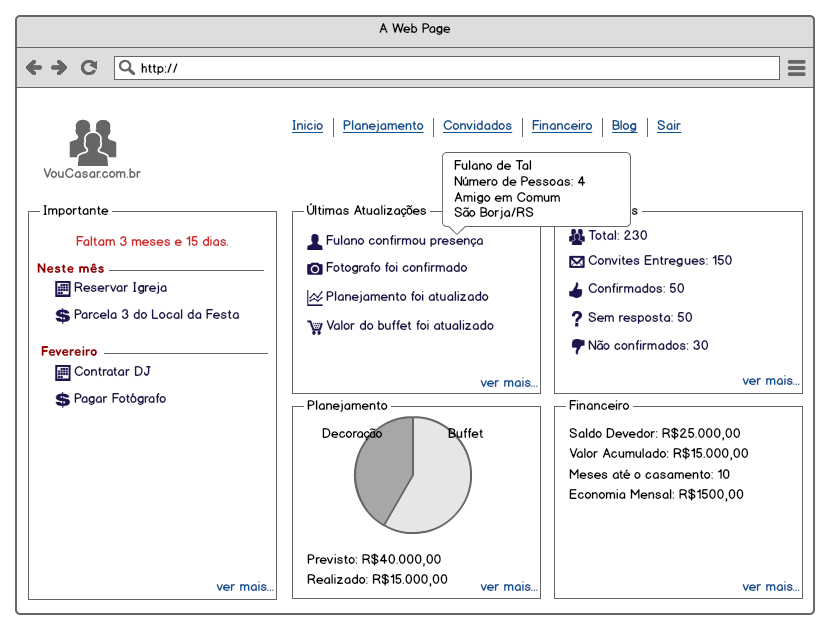 A Web Page
http://
VouCasar.com.br
Inicio
Planejamento
Convidados
Financeiro
Blog
Sair
Fulano de Tal
Número de Pessoas: 4
Amigo em Comum
São Borja/RS
Importante
Faltam 3 meses e 15 dias.
Neste mês
Reservar Igreja
Parcela 3 do Local da Festa
Fevereiro
Contratar DJ
Pagar Fotógrafo
ver mais...
Últimas Atualizações
Fulano confirmou presença
Fotografo foi confirmado
Planejamento foi atualizado
Valor do buffet foi atualizado
ver mais...
Total: 230
Convites Entregues: 150
Confirmados: 50
Sem resposta: 50
Não confirmados: 30
ver mais...
Planejamento
Decoração
Buffet
Previsto: R$40.000,00
Realizado: R$15.000,00
ver mais...
Financeiro
Saldo Devedor: R$25.000,00
Valor Acumulado: R$15.000,00
Meses até o casamento: 10
Economia Mensal: R$1500,00
ver mais...